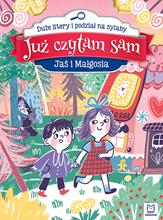 Duże litery i podział na sylaby
Już czytam sam
Jaś i Małgosia